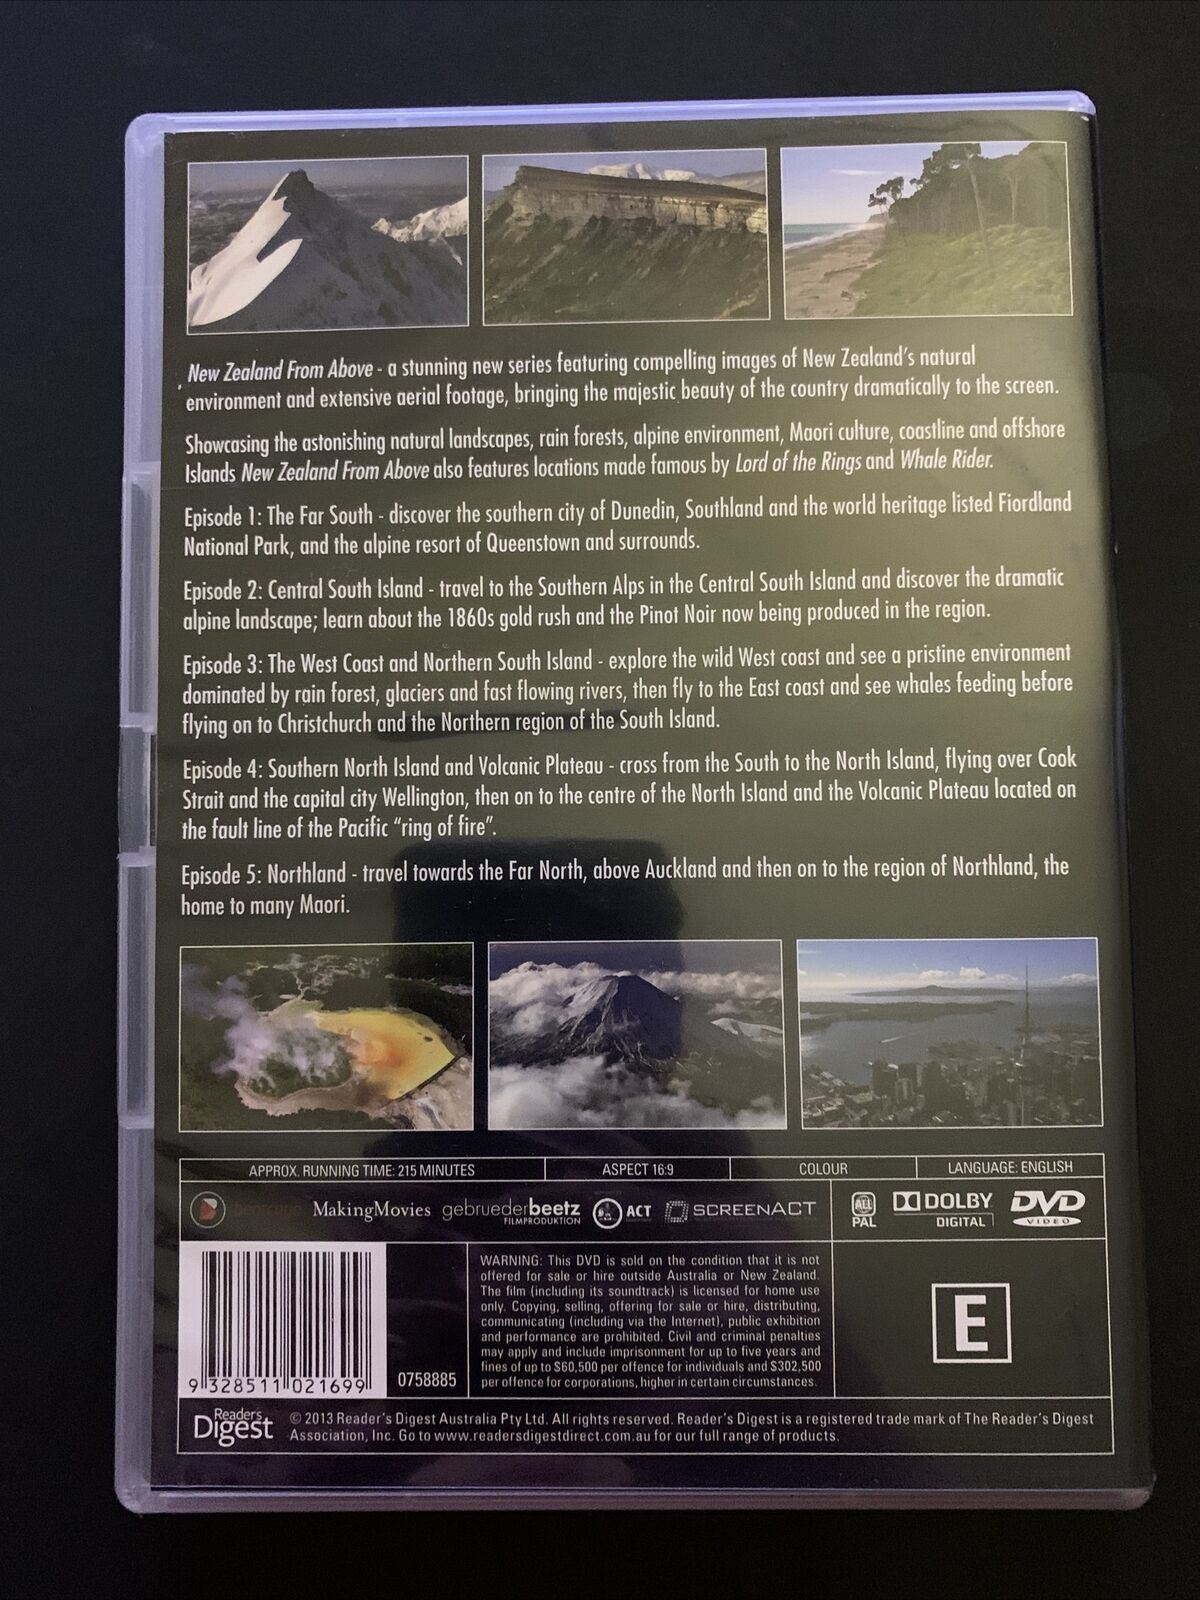 New Zealand From Above - a stunning new series featuring compelling images of New Zealand's natural
environment and extensive aerial footage, bringing the majestic beauty of the country dramatically to the screen.
Showcasing the astonishing natural landscapes, rain forests, alpine environment, Maori culture, coastline and offshore
Islands New Zealand From Above also features locations made famous by Lord of the Rings and Whale Rider.
Episode 1: The Far South - discover the southern city of Dunedin, Southland and the world heritage listed Fiordland
National Park, and the alpine resort of Queenstown and surrounds.
Episode 2: Central South Island - travel to the Southern Alps in the Central South Island and discover the dramatic
alpine landscape; learn about the 1860s gold rush and the Pinot Noir now being produced in the region.
Episode 3: The West Coast and Northern South Island - explore the wild West coast and see a pristine environment
dominated by rain forest, glaciers and fast flowing rivers, then fly to the East coast and see whales feeding before
flying on to Christchurch and the Northern region of the South Island.
Episode 4: Southern North Island and Volcanic Plateau - cross from the South to the North Island, flying over Cook
Strait and the capital city Wellington, then on to the centre of the North Island and the Volcanic Plateau located on
the fault line of the Pacific “ring of fire”.
Episode 5: Northland - travel towards the Far North, above Auckland and then on to the region of Northland, the
home to many Maori.
APPROX. RUNNING TIME: 215 MINUTES ASPECT 16:9 COLOUR LANGUAGE: ENGLISH
MakingMovies gebruederbeetz FILMPRODUKTION ACT SCREENACT
ALL PAL DOLBY DIGITAL DVD VIDEO
WARNING: This DVD is sold on the condition that it is not
offered for sale or hire outside Australia or New Zealand.
The film (including its soundtrack) is licensed for home use
only. Copying, selling, offering for sale or hire, distributing,
communicating (including via the Internet), public exhibition
and performance are prohibited. Civil and criminal penalties
may apply and include imprisonment for up to five years and
fines of up to $60,500 per offence for individuals and $302,500
per offence for corporations, higher in certain circumstances.
E
9 328511 021699
0758885
Reader's
Digest
© 2013 Reader's Digest Australia Pty Ltd. All rights reserved. Reader's Digest is a registered trade mark of The Reader's Digest
Association, Inc. Go to www.readersdigestdirect.com.au for our full range of products.